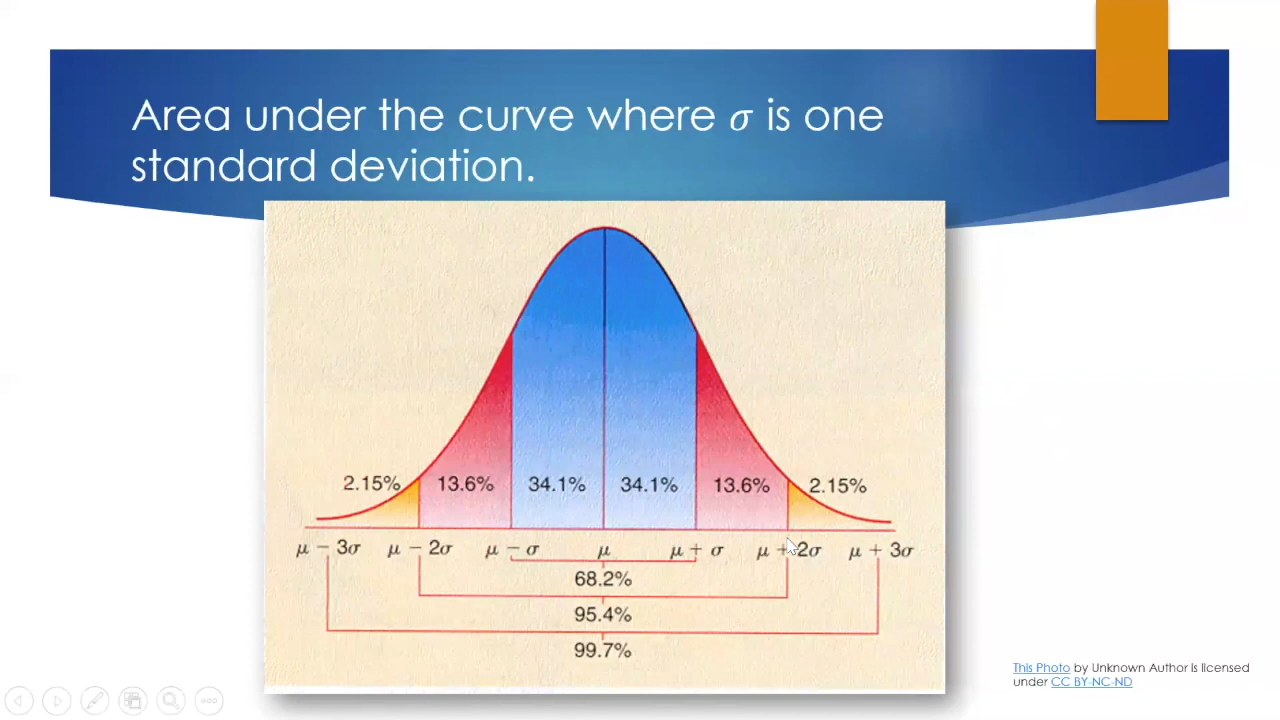 Area under the curve where σ is one
standard deviation.
2.15% 13.6% 34.1% 34.1% 13.6% 2.15%
μ − 3σ μ − 2σ μ − σ μ μ + σ μ + 2σ μ + 3σ
68.2%
95.4%
99.7%
This Photo by Unknown Author is licensed
under CC BY-NC-ND